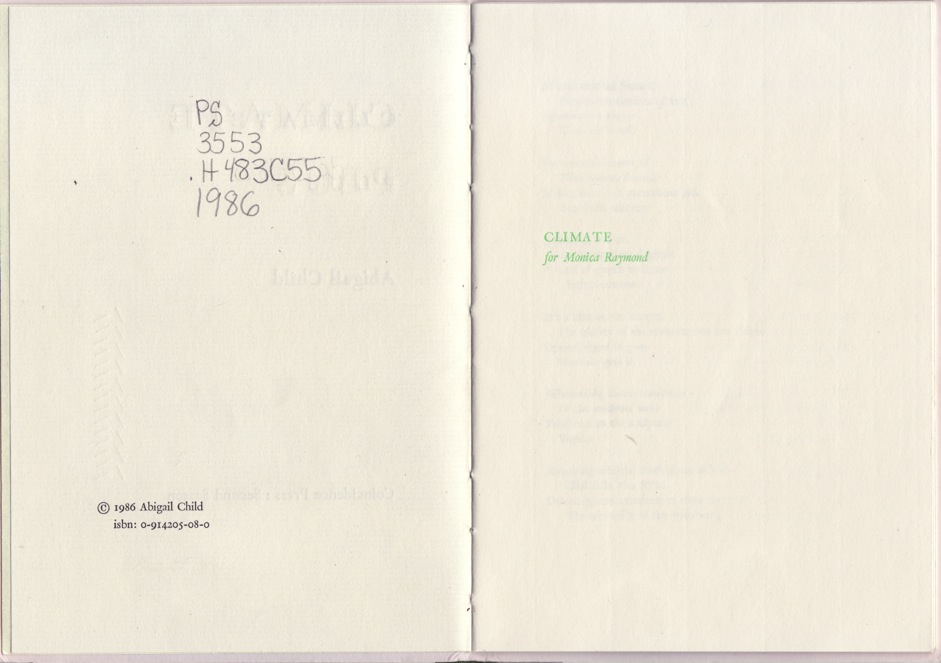 PS
3553
.H483C55
1986
© 1986 Abigail Child
isbn: 0-914205-08-0
CLIMATE
for Monica Raymond